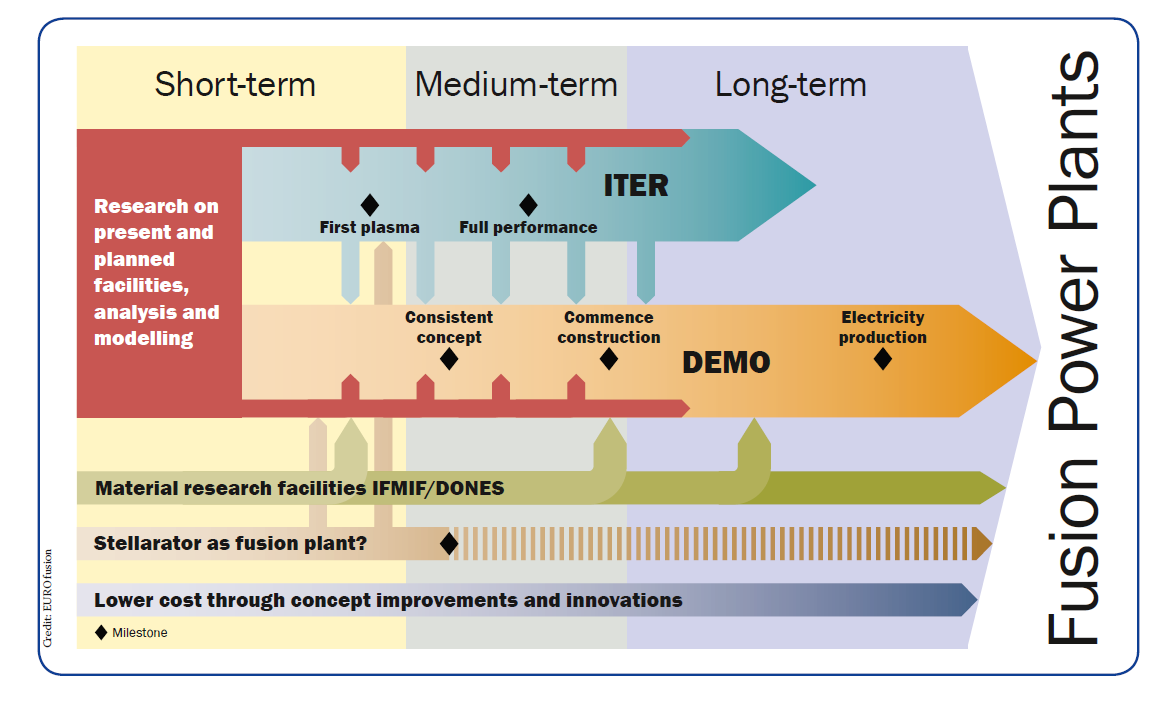 Short-term
Medium-term
Long-term
Research on
present and
planned
facilities,
analysis and
modelling
ITER
First plasma
Full performance
Consistent
concept
Commence
construction
DEMO
Electricity
production
Material research facilities IFMIF/DONES
Stellarator as fusion plant?
Lower cost through concept improvements and innovations
Milestone
Fusion Power Plants
Credit: EUROfusion